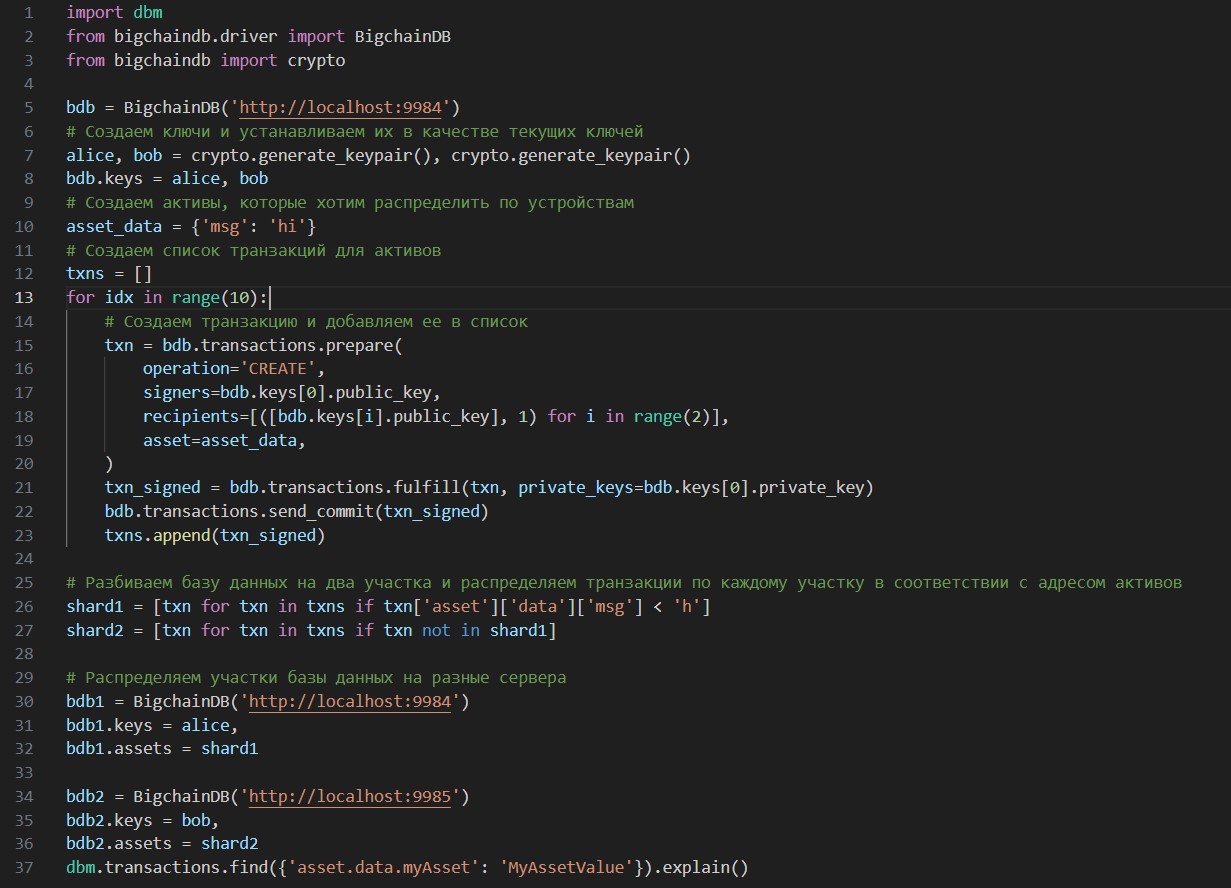 1 import dbm
2 from bigchaindb.driver import BigchainDB
3 from bigchaindb import crypto
4
5 bdb = BigchainDB('http://localhost:9984')
6 # Создаем ключи и устанавливаем их в качестве текущих ключей
7 alice, bob = crypto.generate_keypair(), crypto.generate_keypair()
8 bdb.keys = alice, bob
9 # Создаем активы, которые хотим распределить по устройствам
10 asset_data = {'msg': 'hi'}
11 # Создаем список транзакций для активов
12 txns = []
13 for idx in range(10):
14     # Создаем транзакцию и добавляем ее в список
15     txn = bdb.transactions.prepare(
16         operation='CREATE',
17         signers=bdb.keys[0].public_key,
18         recipients=[([bdb.keys[i].public_key], 1) for i in range(2)],
19         asset=asset_data,
20     )
21     txn_signed = bdb.transactions.fulfill(txn, private_keys=bdb.keys[0].private_key)
22     bdb.transactions.send_commit(txn_signed)
23     txns.append(txn_signed)
24
25 # Разбиваем базу данных на два участка и распределяем транзакции по каждому участку в соответствии с адресом активов
26 shard1 = [txn for txn in txns if txn['asset']['data']['msg'] < 'h']
27 shard2 = [txn for txn in txns if txn not in shard1]
28
29 # Распределяем участки базы данных на разные сервера
30 bdb1 = BigchainDB('http://localhost:9984')
31 bdb1.keys = alice,
32 bdb1.assets = shard1
33
34 bdb2 = BigchainDB('http://localhost:9985')
35 bdb2.keys = bob,
36 bdb2.assets = shard2
37 dbm.transactions.find({'asset.data.myAsset': 'MyAssetValue'}).explain()